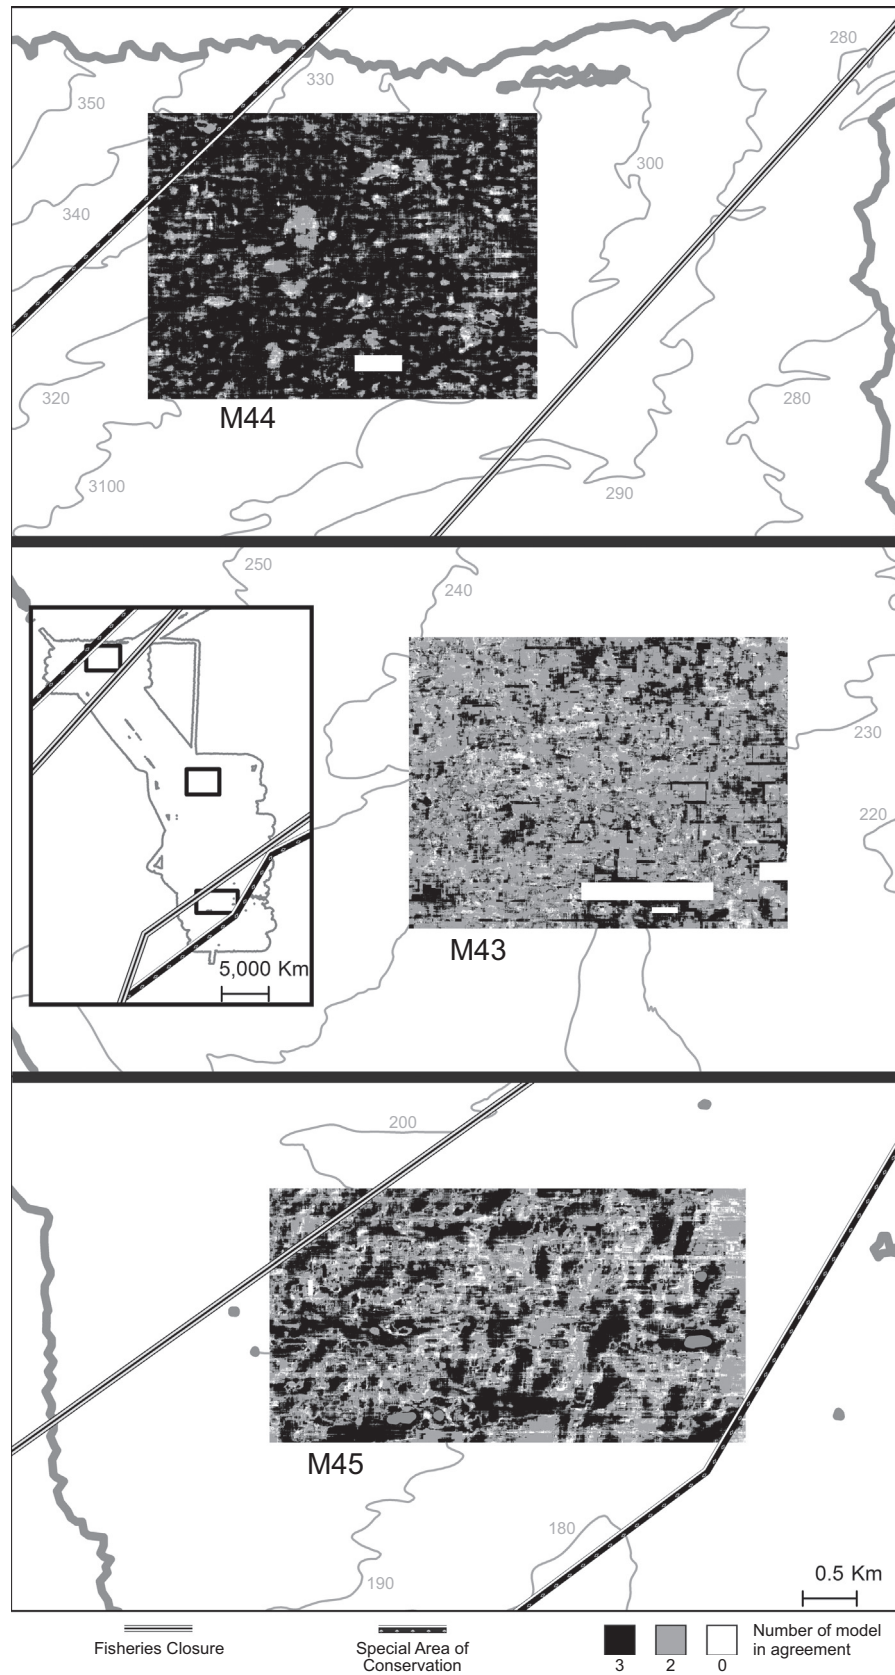 280
330
350
300
340
320
280
M44
3100
290
250
240
230
220
5,000 Km
M43
200
M45
180
190
0.5 Km
Fisheries Closure
Special Area of
Conservation
3
2
0
Number of model
in agreement